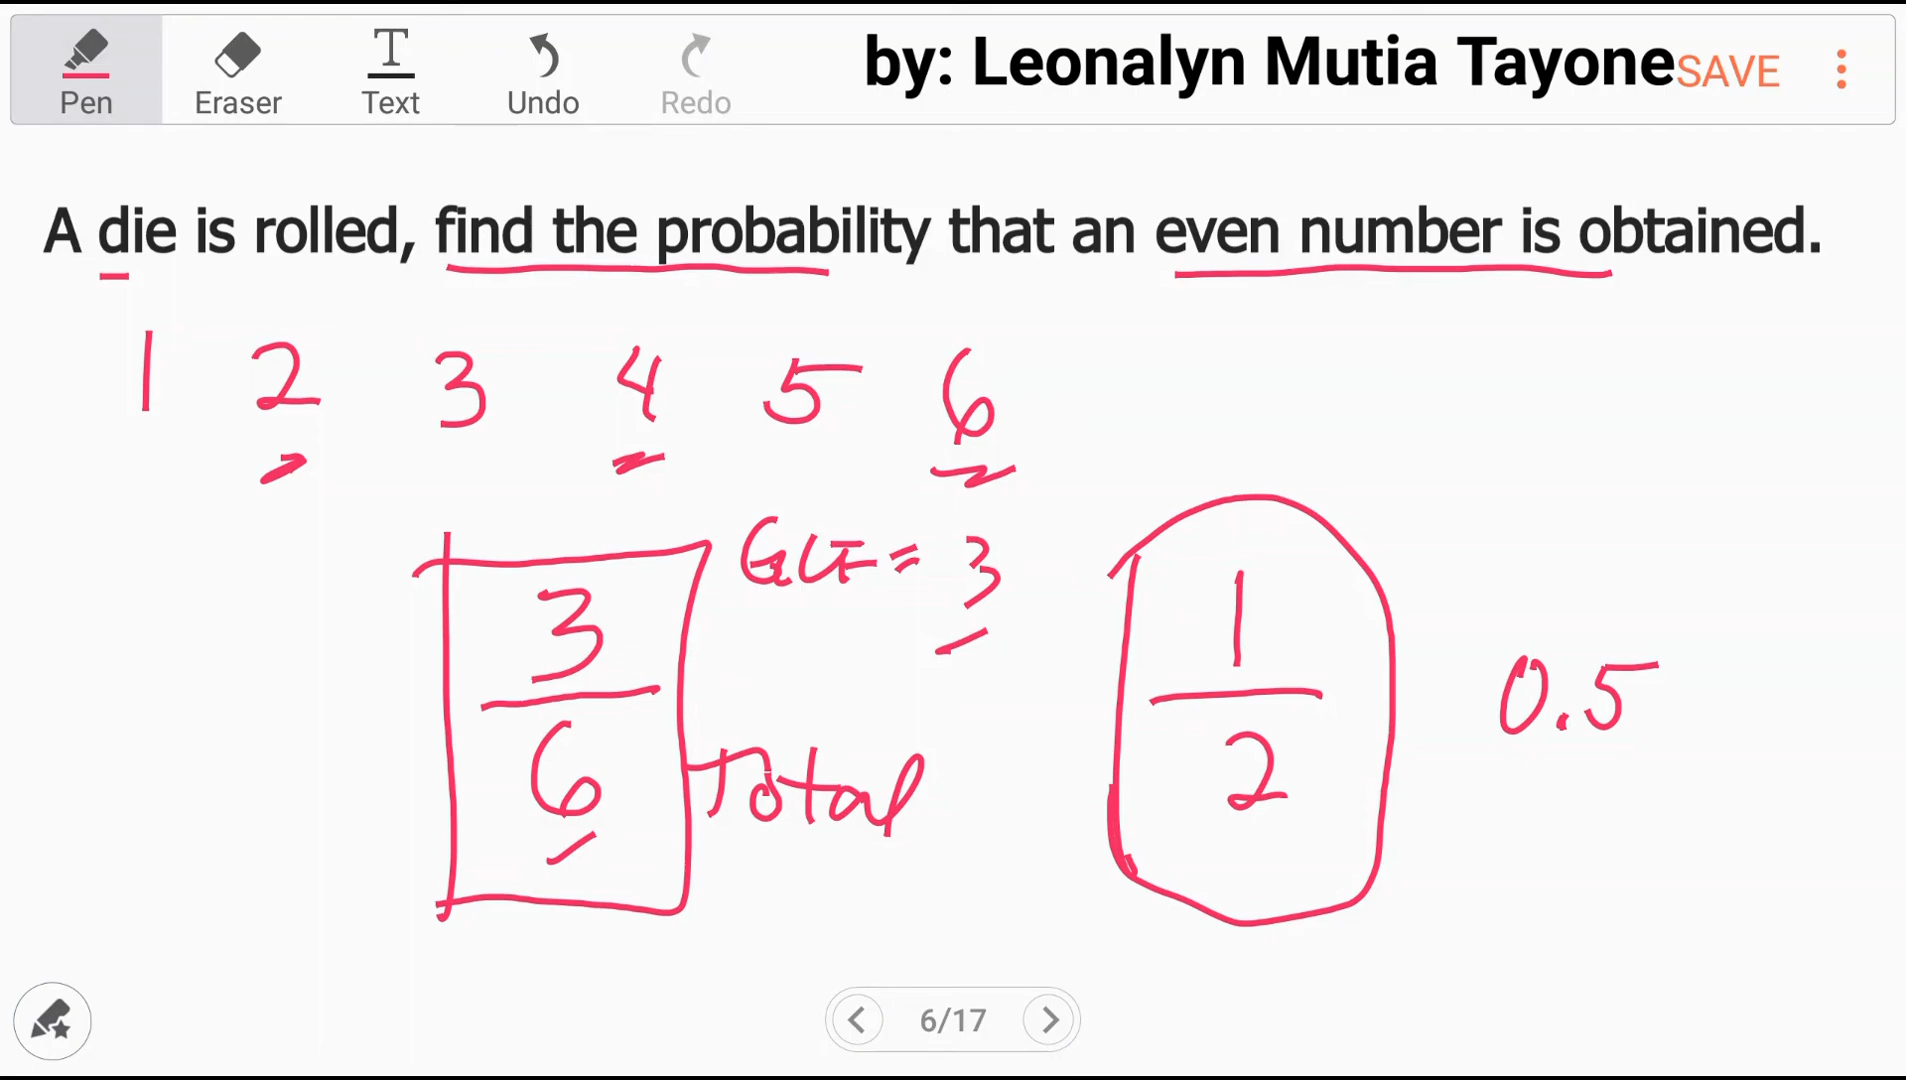 by: Leonalyn Mutia Tayone SAVE
Pen Eraser Text Undo Redo
A die is rolled, find the probability that an even number is obtained.
1 2 3 4 5 6
GCF = 3
3
6
Total
1
2
0.5
6/17